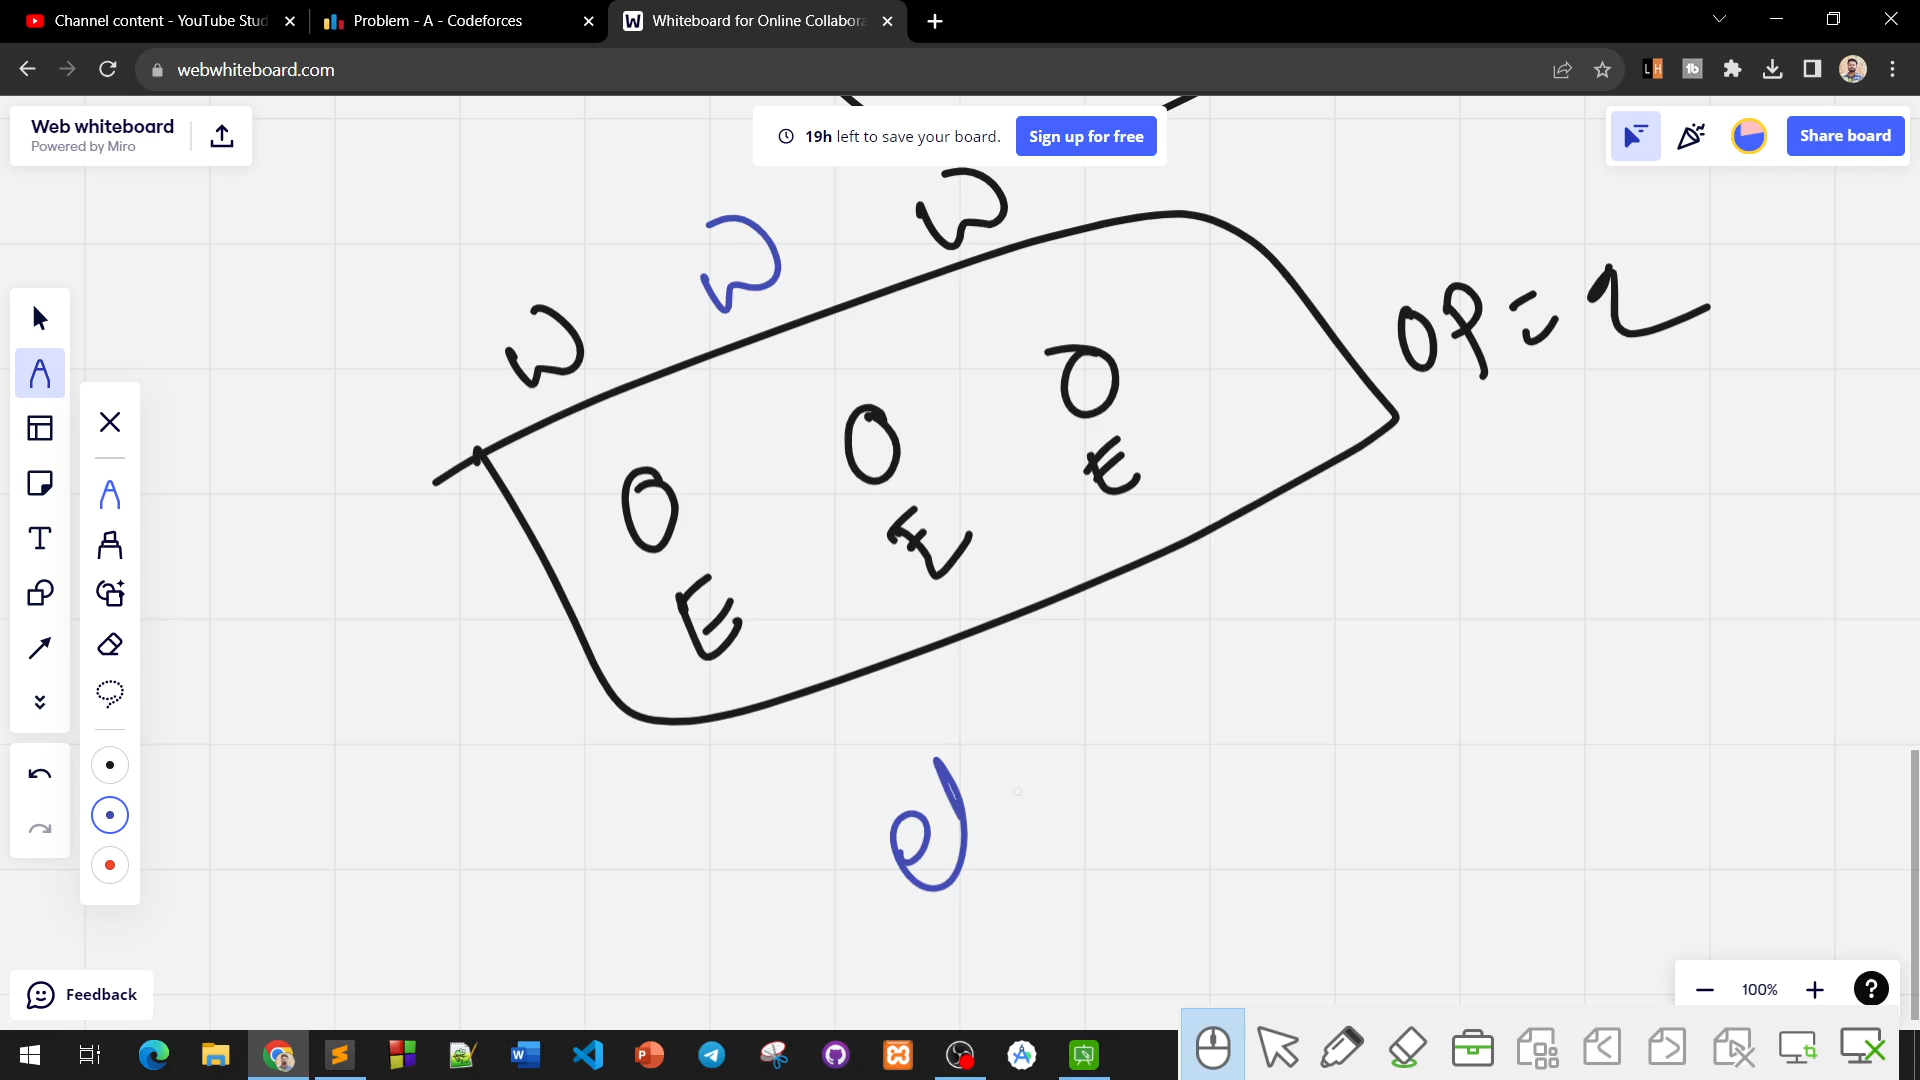 Channel content - YouTube Stud
Problem - A - Codeforces
Whiteboard for Online Collabora
webwhiteboard.com
Web whiteboard
Powered by Miro
19h left to save your board.
Sign up for free
Share board
W W W
OP = 2
O O O
E E E
Feedback
100%